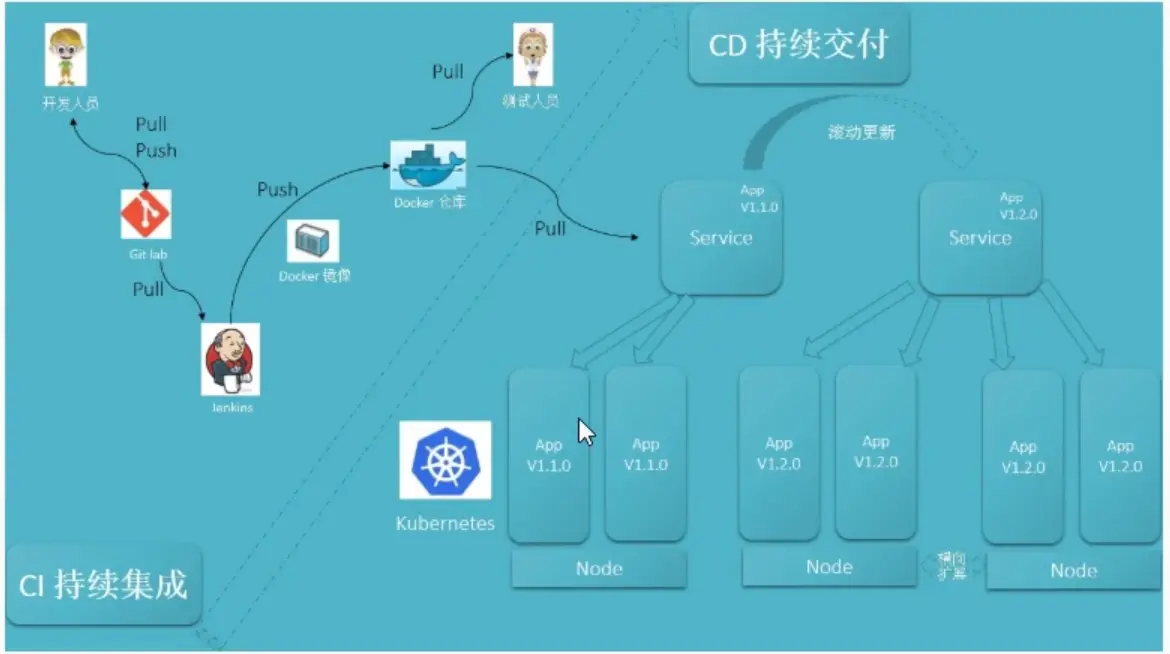 CD 持续交付
开发人员
Pull
测试人员
Pull
Push
滚动更新
Push
Docker 仓库
App
V1.1.0
Service
App
V1.2.0
Service
Git lab
Pull
Docker 镜像
Pull
Jenkins
App
V1.1.0
App
V1.1.0
App
V1.2.0
App
V1.2.0
App
V1.2.0
App
V1.2.0
Kubernetes
CI 持续集成
Node
Node
横向
扩展
Node